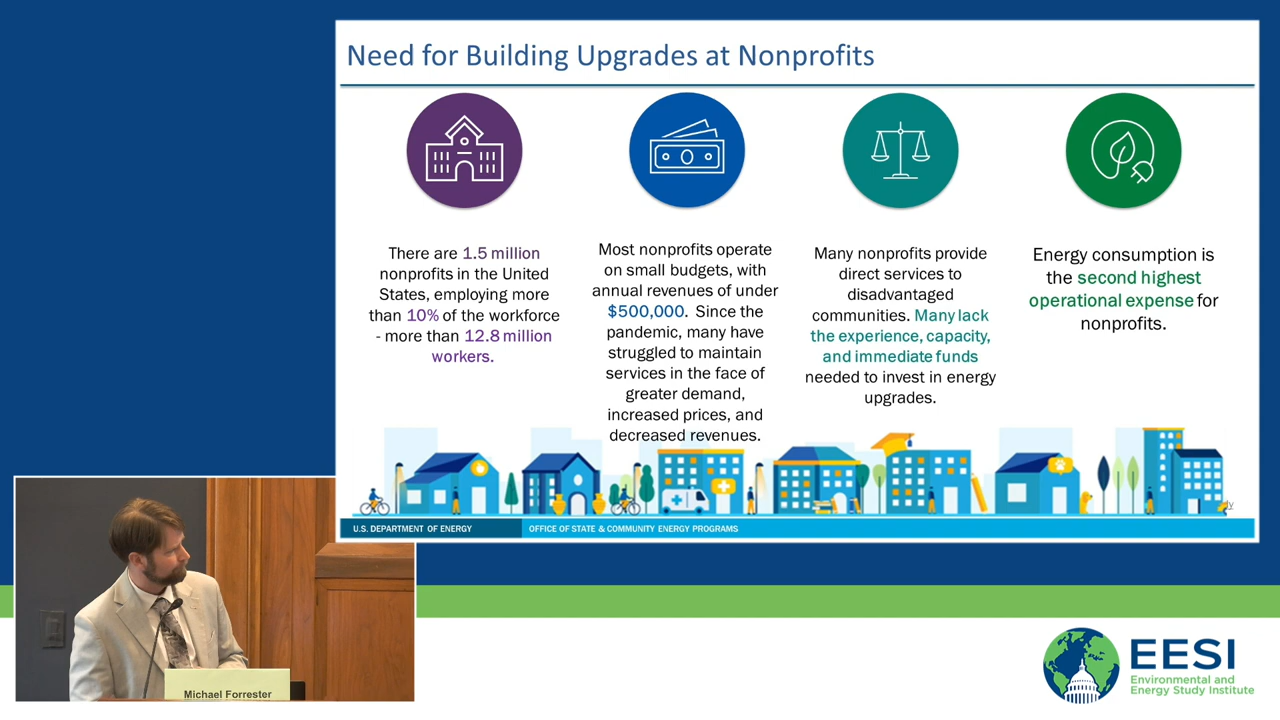 Need for Building Upgrades at Nonprofits
There are 1.5 million
nonprofits in the United
States, employing more
than 10% of the workforce
- more than 12.8 million
workers.
Most nonprofits operate
on small budgets, with
annual revenues of under
$500,000. Since the
pandemic, many have
struggled to maintain
services in the face of
greater demand,
increased prices, and
decreased revenues.
Many nonprofits provide
direct services to
disadvantaged
communities. Many lack
the experience, capacity,
and immediate funds
needed to invest in energy
upgrades.
Energy consumption is
the second highest
operational expense for
nonprofits.
U.S. DEPARTMENT OF ENERGY
OFFICE OF STATE & COMMUNITY ENERGY PROGRAMS
Michael Forrester
EESI
Environmental and
Energy Study Institute